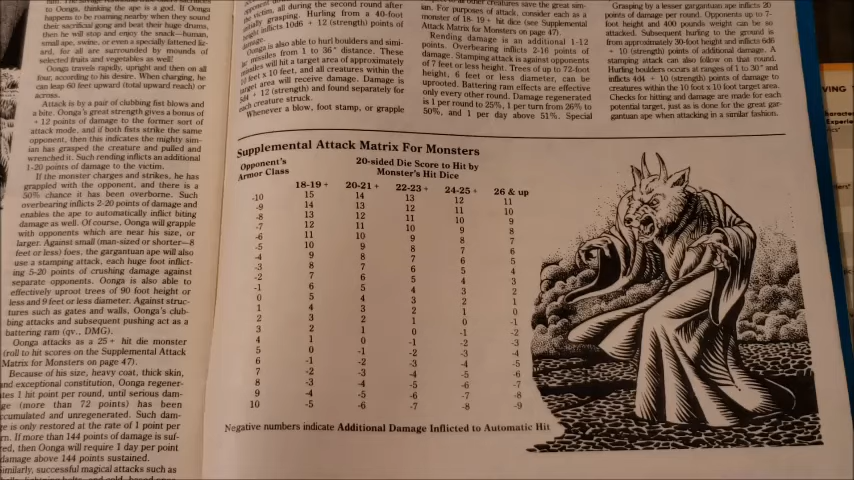 to Oonga, thinking the ape is a god. If Oonga
happens to be roaming nearby when sound
their sacrificial gong and beat their huge drums,
then he will stop and enjoy the snack—human,
small ape, swine, or even a specially fattened
for, all are surrounded by mounds of
selected fruits and vegetables as well!
Oonga travels rapidly, upright and then on all
four, according to his desire. When charging, he
can leap 60 feet upward (total upward reach) or
across.
Attack is by a pair of clubbing fist blows and
a bite. Oonga's great strength gives a bonus of
+ 12 points of damage to the former sort of
attack mode, and if both fists strike the same
opponent, then this indicates the mighty sim-
ian has grasped the creature and pulled and
wrenched it. Such rending inflicts an additional
1-20 points of damage to the victim.
If the monster charges and strikes, he has
grappled with the opponent, and there is a
50% chance it has been overborne. Such
overbearing inflicts 2-20 points of damage and
enables the ape to automatically inflict biting
damage as well. Of course, Oonga will grapple
with opponents which are near his size, or
larger. Against small (man-sized or shorter—8
feet or less) foes, the gargantuan ape will also
use a stamping attack, each huge foot inflict-
ing 5-20 points of crushing damage against
separate opponents. Oonga is also able to
effectively uproot trees of 90 foot height or
less and 9 feet or less diameter. Against struc-
tures such as gates and walls, Oonga's club-
bing attacks and subsequent pushing act as a
battering ram (qv., DMG).
Oonga attacks as a 25+ hit die monster
(roll to hit scores on the Supplemental Attack
Matrix for Monsters on page 47).
Because of his size, heavy coat, thick skin,
and exceptional constitution, Oonga regener-
ates 1 hit point per round, until serious dam-
age (more than 72 points) has been
accumulated and unregenerated. Such dam-
age is only restored at the rate of 1 point per
turn. If more than 144 points of damage is suf-
fered, then Oonga will require 1 day per point
damage above 144 points sustained.
Similarly, successful magical attacks such as
the victim, all during the second round after
initially grasping. Hurling from a 40-foot
height inflicts 10d6 + 12 (strength) points of
Oonga is also able to hurl boulders and simi-
lar missiles from 1 to 36" distance. These
missiles will hit a target area of approximately
10 feet x 10 feet, and all creatures within the
target area will receive damage. Damage is
+ 12 (strength) and found separately for
each creature struck.
Whenever a blow, foot stamp, or grapple
For purposes of attack, consider each as a
monster of 18-19+ hit dice (see Supplemental
Attack Matrix for Monsters on page 47).
Rending damage is an additional 1-12
points. Overbearing inflicts 2-16 points of
damage. Stamping attack is against opponents
of 7 feet or less height. Trees of up to 72-foot
height, 6 feet or less diameter, can be
uprooted. Battering ram effects are effective
only every other round. Damage regenerated
is 1 per round to 25%, 1 per turn from 26% to
50%, and 1 per day above 51%. Special
Grasping by a lesser gargantuan ape inflicts 20
points of damage per round. Opponents up to 7-
foot height and 400 pounds weight can be so
attacked. Subsequent hurling to the ground is
from approximately 30-foot height and inflicts 6d6
+ 10 (strength) points of additional damage. A
stamping attack can also follow on that round.
Hurling boulders occurs at ranges of 1 to 30" and
inflicts 4d4 + 10 (strength) points of damage to
creatures within the 10 foot x 10 foot target area.
Checks for hitting and damage are made for each
potential target, just as is done for the great gar-
gantuan ape when attacking in a similar fashion.
Supplemental Attack Matrix For Monsters
Opponent's 20-sided Die Score to Hit by
Armor Class Monster's Hit Dice
18-19 + 20-21 + 22-23 + 24-25 + 26 & up
-10 15 14 13 12 11
-9 14 13 12 11 10
-8 13 12 11 10 9
-7 12 11 10 9 8
-6 11 10 9 8 7
-5 10 9 8 7 6
-4 9 8 7 6 5
-3 8 7 6 5 4
-2 7 6 5 4 3
-1 6 5 4 3 2
0 5 4 3 2 1
1 4 3 2 1 0
2 3 2 1 0 -1
3 2 1 0 -1 -2
4 1 0 -1 -2 -3
5 0 -1 -2 -3 -4
6 -1 -2 -3 -4 -5
7 -2 -3 -4 -5 -6
8 -3 -4 -5 -6 -7
9 -4 -5 -6 -7 -8
10 -5 -6 -7 -8 -9
Negative numbers indicate Additional Damage Inflicted to Automatic Hit
VING